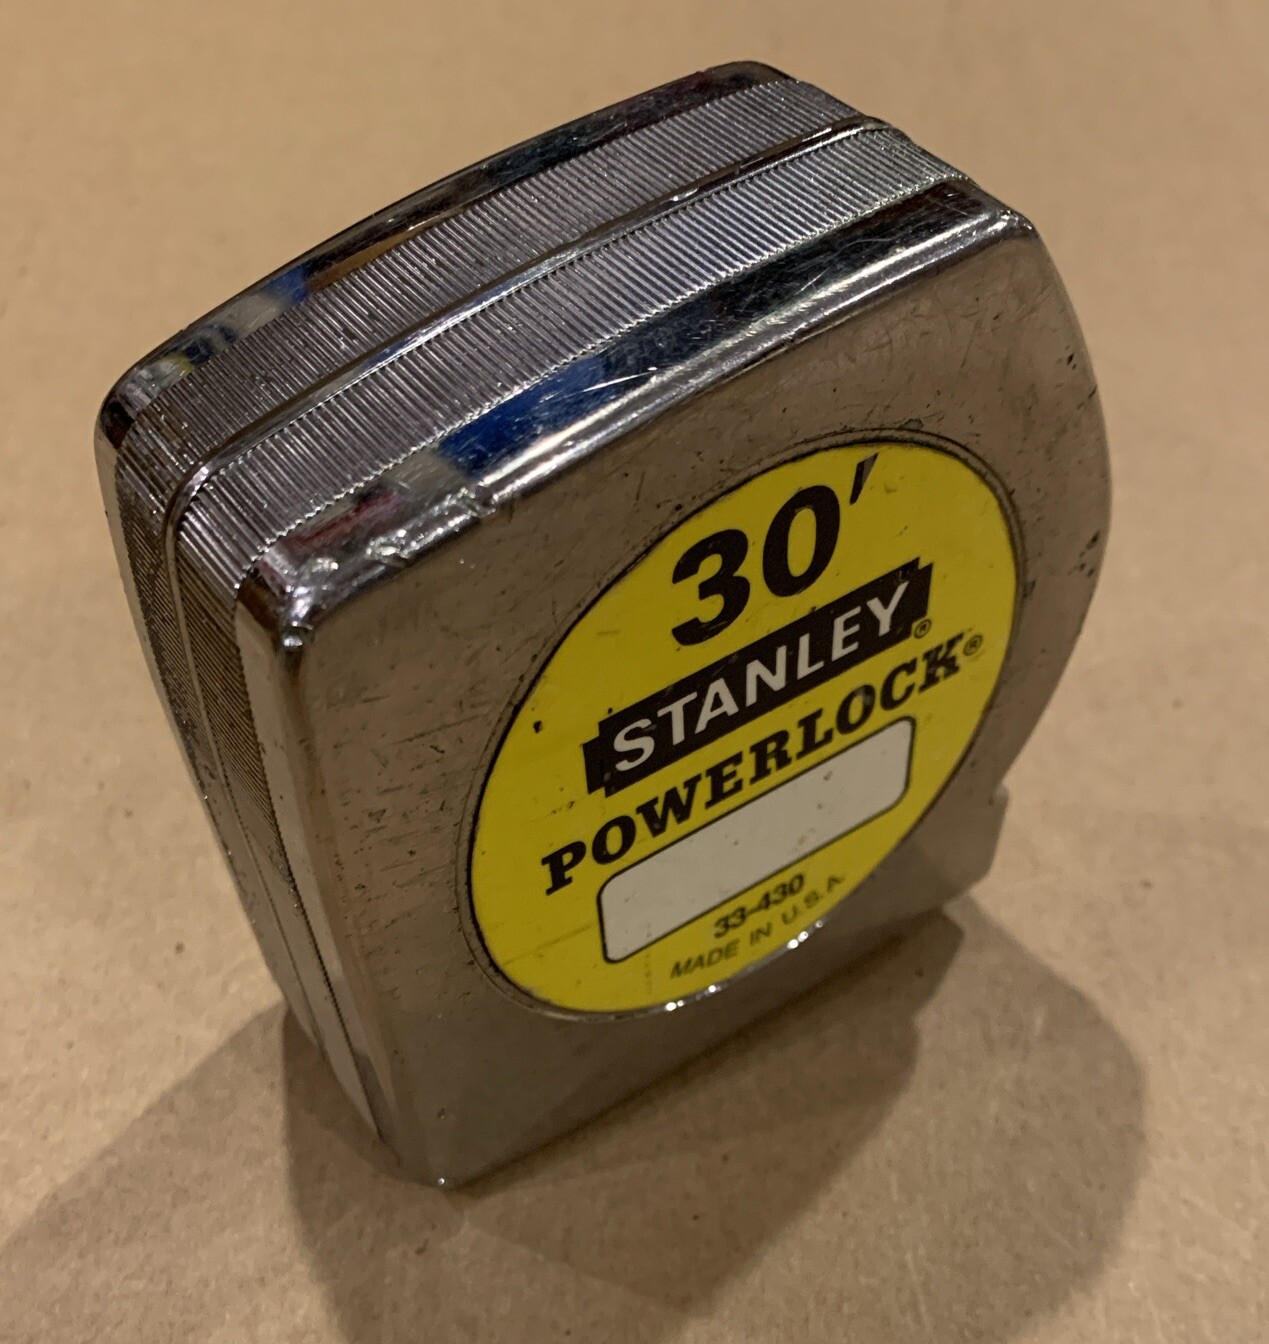 30'
STANLEY®
POWERLOCK®
33-430
MADE IN U.S.A.